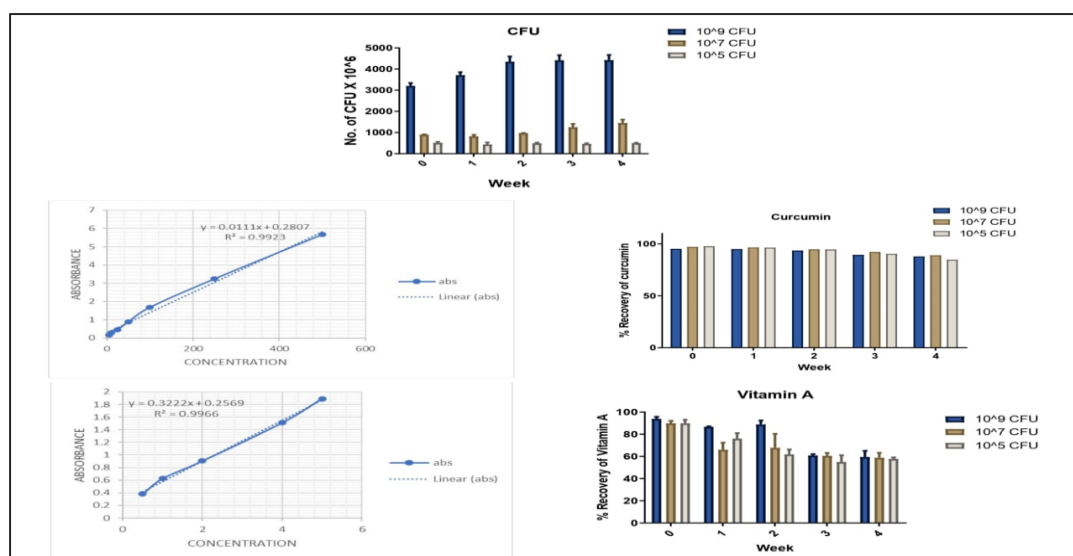 CFU
10^9 CFU
10^7 CFU
10^5 CFU
No. of CFU X 10^6
5000
4000
3000
2000
1000
0
0 1 2 3 4
Week
7
6
5
4
3
2
1
0
ABSORBANCE
y = 0.0111x + 0.2807
R² = 0.9923
abs
Linear (abs)
0 200 400 600
CONCENTRATION
Curcumin
10^9 CFU
10^7 CFU
10^5 CFU
% Recovery of curcumin
100
50
0
0 1 2 3 4
Week
2
1.8
1.6
1.4
1.2
1
0.8
0.6
0.4
0.2
0
ABSORBANCE
y = 0.3222x + 0.2569
R² = 0.9966
abs
Linear (abs)
0 2 4 6
CONCENTRATION
Vitamin A
10^9 CFU
10^7 CFU
10^5 CFU
% Recovery of Vitamin A
100
80
60
40
20
0
0 1 2 3 4
Week